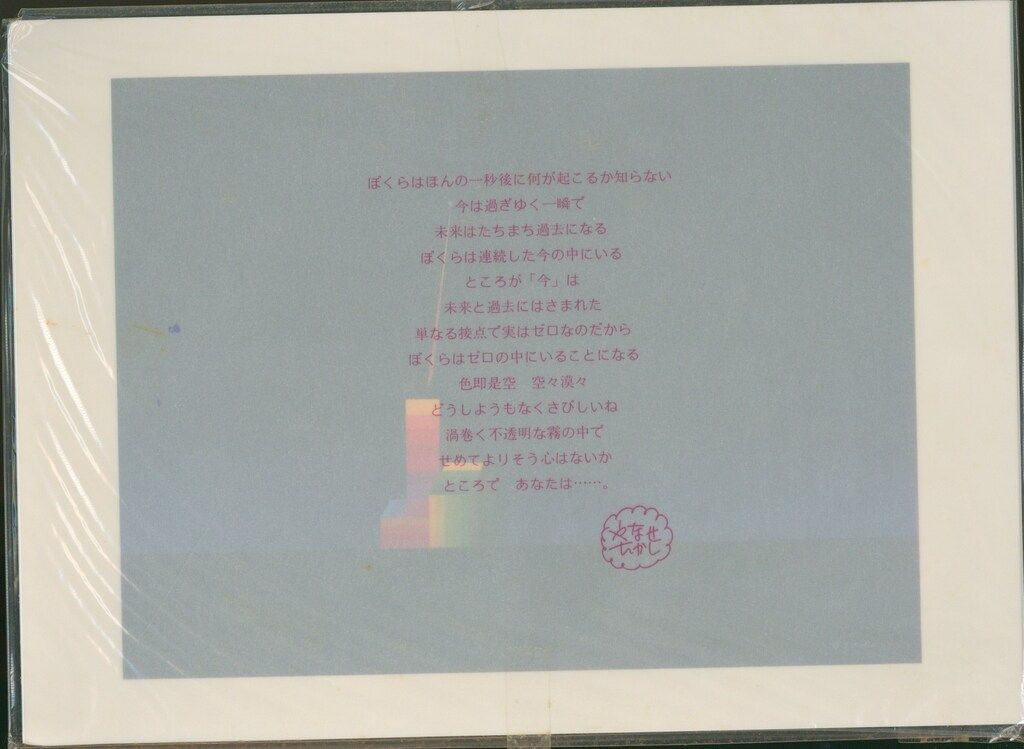 ぼくらはほんの一秒後に何が起こるか知らない
今は過ぎゆく一瞬で
未来はたちまち過去になる
ぼくらは連続した今の中にいる
ところが「今」は
未来と過去にはさまれた
単なる接点で実はゼロなのだから
ぼくらはゼロの中にいることになる
色即是空　空々漠々
どうしようもなくさびしいね
渦巻く不透明な霧の中で
せめてよりそう心はないか
ところで　あなたは……。
やなせ
たかし